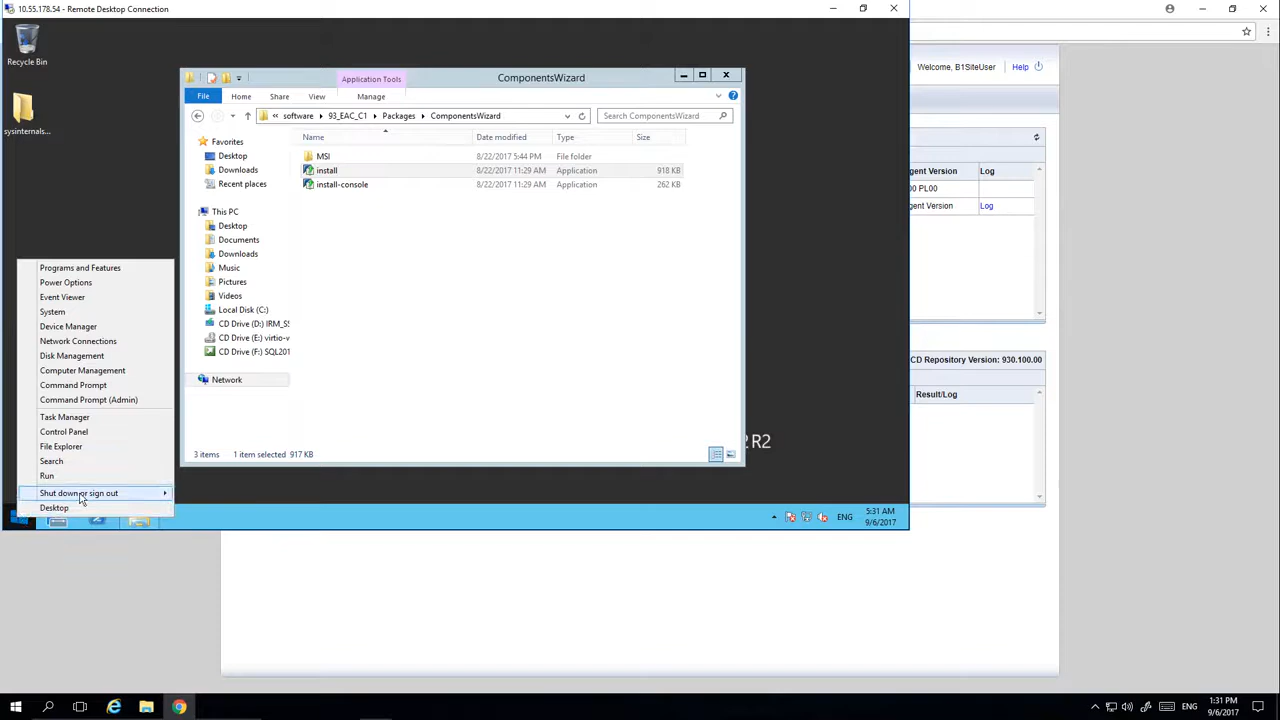 10.55.178.54 - Remote Desktop Connection
Recycle Bin
sysinternals...
Application Tools
ComponentsWizard
File
Home
Share
View
Manage
« software
93_EAC_C1
Packages
ComponentsWizard
Search ComponentsWizard
Name
Date modified
Type
Size
Favorites
Desktop
Downloads
Recent places
This PC
Desktop
Documents
Downloads
Music
Pictures
Videos
Local Disk (C:)
CD Drive (D:) IRM_SS
CD Drive (E:) virtio-v
CD Drive (F:) SQL201
Network
MSI
8/22/2017 5:44 PM
File folder
install
8/22/2017 11:29 AM
Application
918 KB
install-console
8/22/2017 11:29 AM
Application
262 KB
3 items
1 item selected 917 KB
Programs and Features
Power Options
Event Viewer
System
Device Manager
Network Connections
Disk Management
Computer Management
Command Prompt
Command Prompt (Admin)
Task Manager
Control Panel
File Explorer
Search
Run
Shut down or sign out
Desktop
2 R2
ENG
5:31 AM
9/6/2017
Welcome, B1SiteUser
Help
gent Version
Log
00 PL00
gent Version
Log
CD Repository Version: 930.100.00
Result/Log
ENG
1:31 PM
9/6/2017